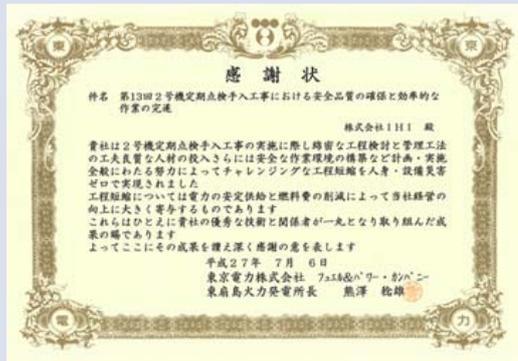 東 京
感謝状
件名 第13回2号機定期点検手入工事における安全品質の確保と効率的な
作業の完遂
株式会社IHI 殿
貴社は2号機定期点検手入工事の実施に際し綿密な工程検討と管理工法
の工夫良質な人材の投入さらには安全な作業環境の構築など計画・実施
全般にわたる努力によってチャレンジングな工程短縮を人身・設備災害
ゼロで実現されました
工程短縮については電力の安定供給と燃料費の削減によって当社経営の
向上に大きく寄与するものであります
これらはひとえに貴社の優秀な技術と関係者が一丸となり取り組んだ成
果の賜であります
よってここにその成果を讃え深く感謝の意を表します
平成27年 7月 6日
東京電力株式会社 フュエル&パワー・カンパニー
東扇島火力発電所長 熊澤 稔雄
電 力